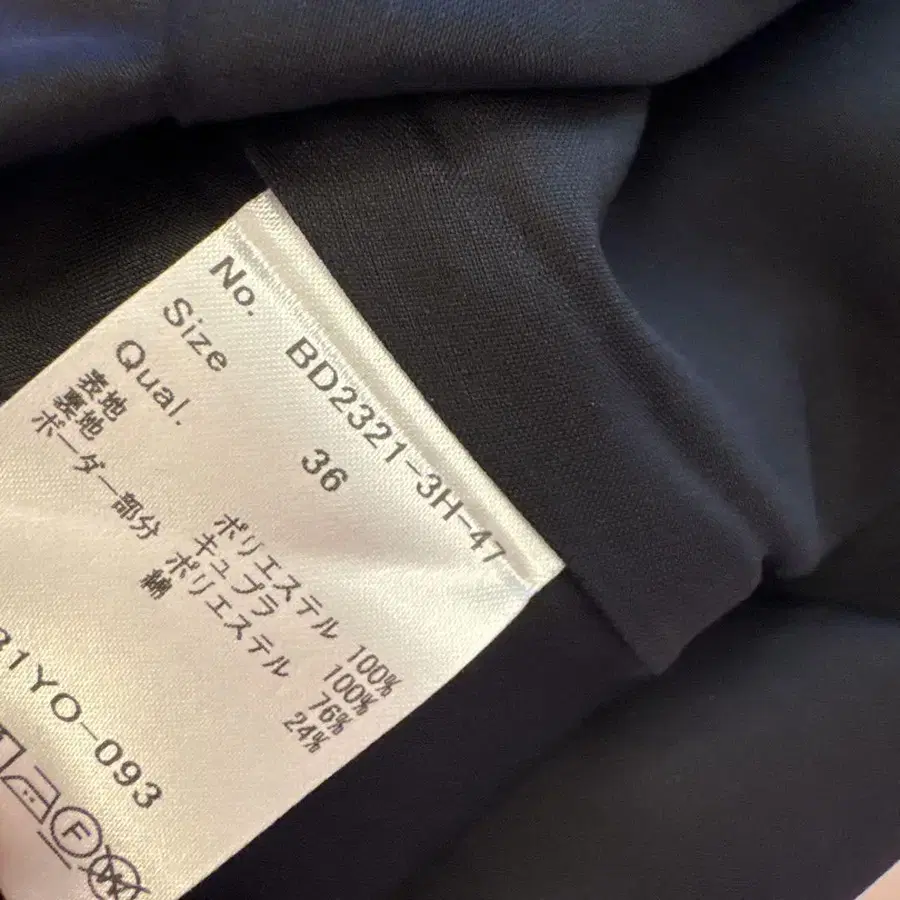 No. BD2321-3H-47
Size 36
Qual.
表地 ポリエステル 100%
裏地 キュプラ 100%
ボーダー部分 ポリエステル 76%
綿 24%
31YO-093
F
W